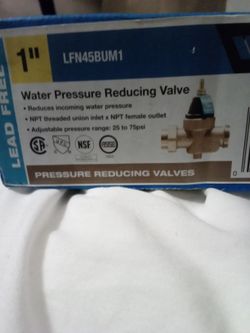 LEAD FREE
1"
LFN45BUM1
Water Pressure Reducing Valve
• Reduces incoming water pressure
• NPT threaded union inlet x NPT female outlet
• Adjustable pressure range: 25 to 75psi
NSF
PRESSURE REDUCING VALVES
0